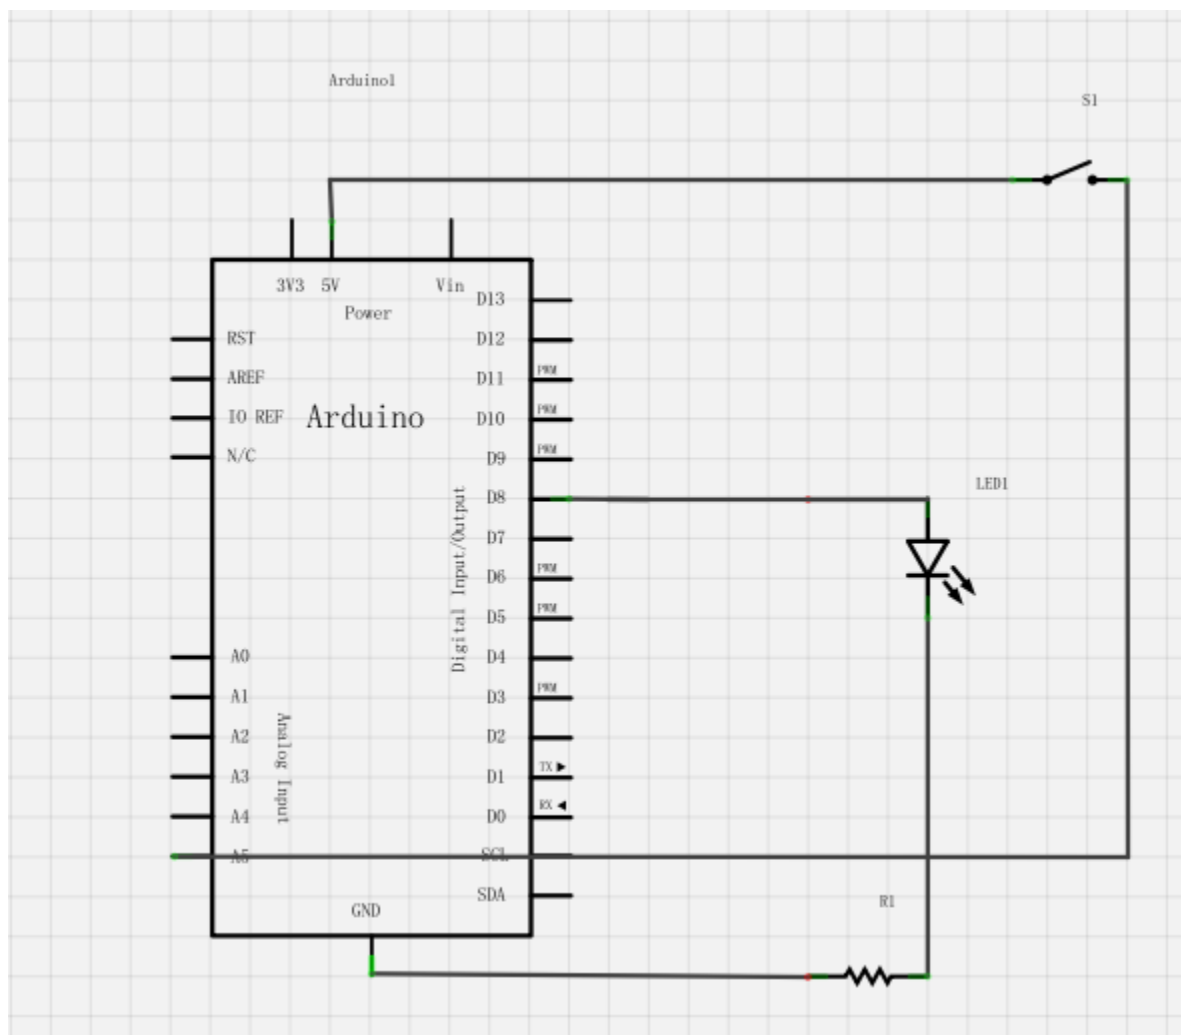 Arduino1
S1
3V3 5V Vin
Power
D13
RST
D12
AREF
D11 PWM
IO REF
Arduino
D10 PWM
N/C
D9 PWM
D8
LED1
D7
D6 PWM
D5 PWM
Digital Input/Output
A0
D4
A1
D3 PWM
A2
D2
Analog Input
A3
D1 TX
A4
D0 RX
A5
SCL
SDA
R1
GND